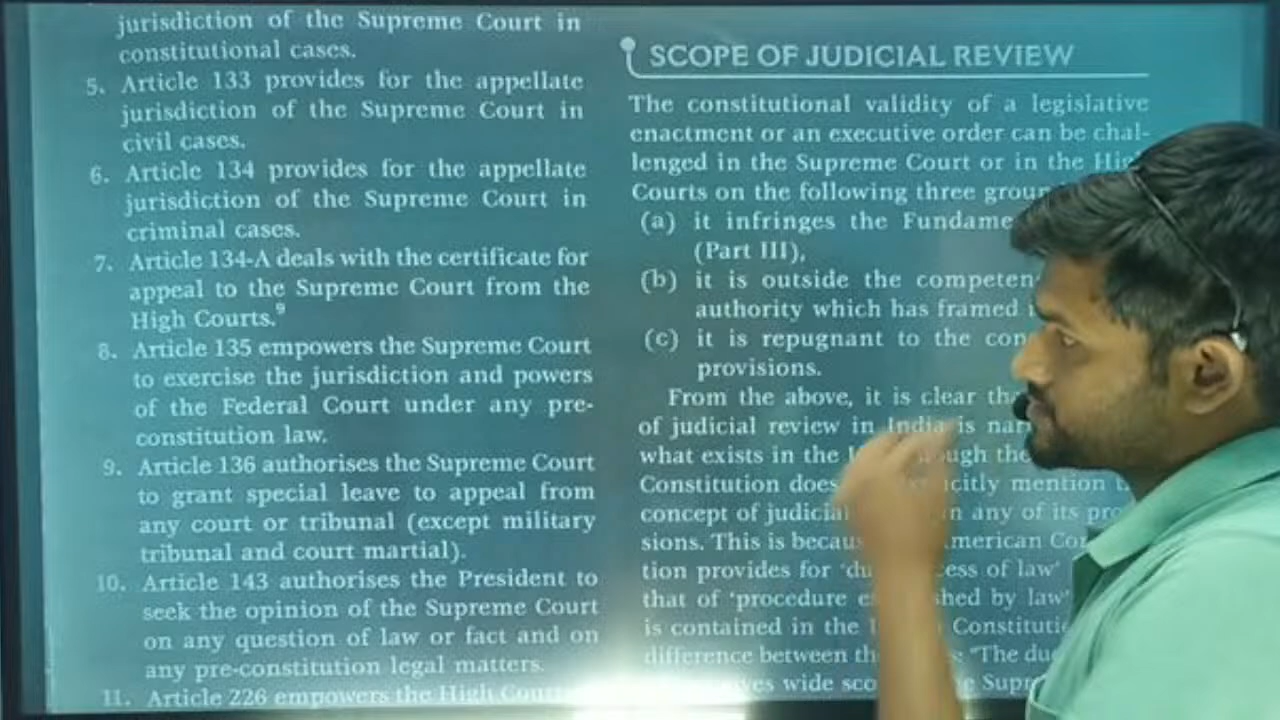 jurisdiction of the Supreme Court in
constitutional cases.
5. Article 133 provides for the appellate
jurisdiction of the Supreme Court in
civil cases.
6. Article 134 provides for the appellate
jurisdiction of the Supreme Court in
criminal cases.
7. Article 134-A deals with the certificate for
appeal to the Supreme Court from the
High Courts.9
8. Article 135 empowers the Supreme Court
to exercise the jurisdiction and powers
of the Federal Court under any pre-
constitution law.
9. Article 136 authorises the Supreme Court
to grant special leave to appeal from
any court or tribunal (except military
tribunal and court martial).
10. Article 143 authorises the President to
seek the opinion of the Supreme Court
on any question of law or fact and on
any pre-constitution legal matters.
11. Article 226 empowers the High Courts
SCOPE OF JUDICIAL REVIEW
The constitutional validity of a legislative
enactment or an executive order can be chal-
lenged in the Supreme Court or in the
Courts on the following three
(a) it infringes the
(Part III),
(b) it is outside the
authority which has framed
(c) it is repugnant to the
provisions.
From the above, it is clear
of judicial review in India is
what exists in the
Constitution does mention
concept of judicial in any of its
sions. This is
tion provides for
that of 'procedure by law'
is contained in the
difference between "The
wide